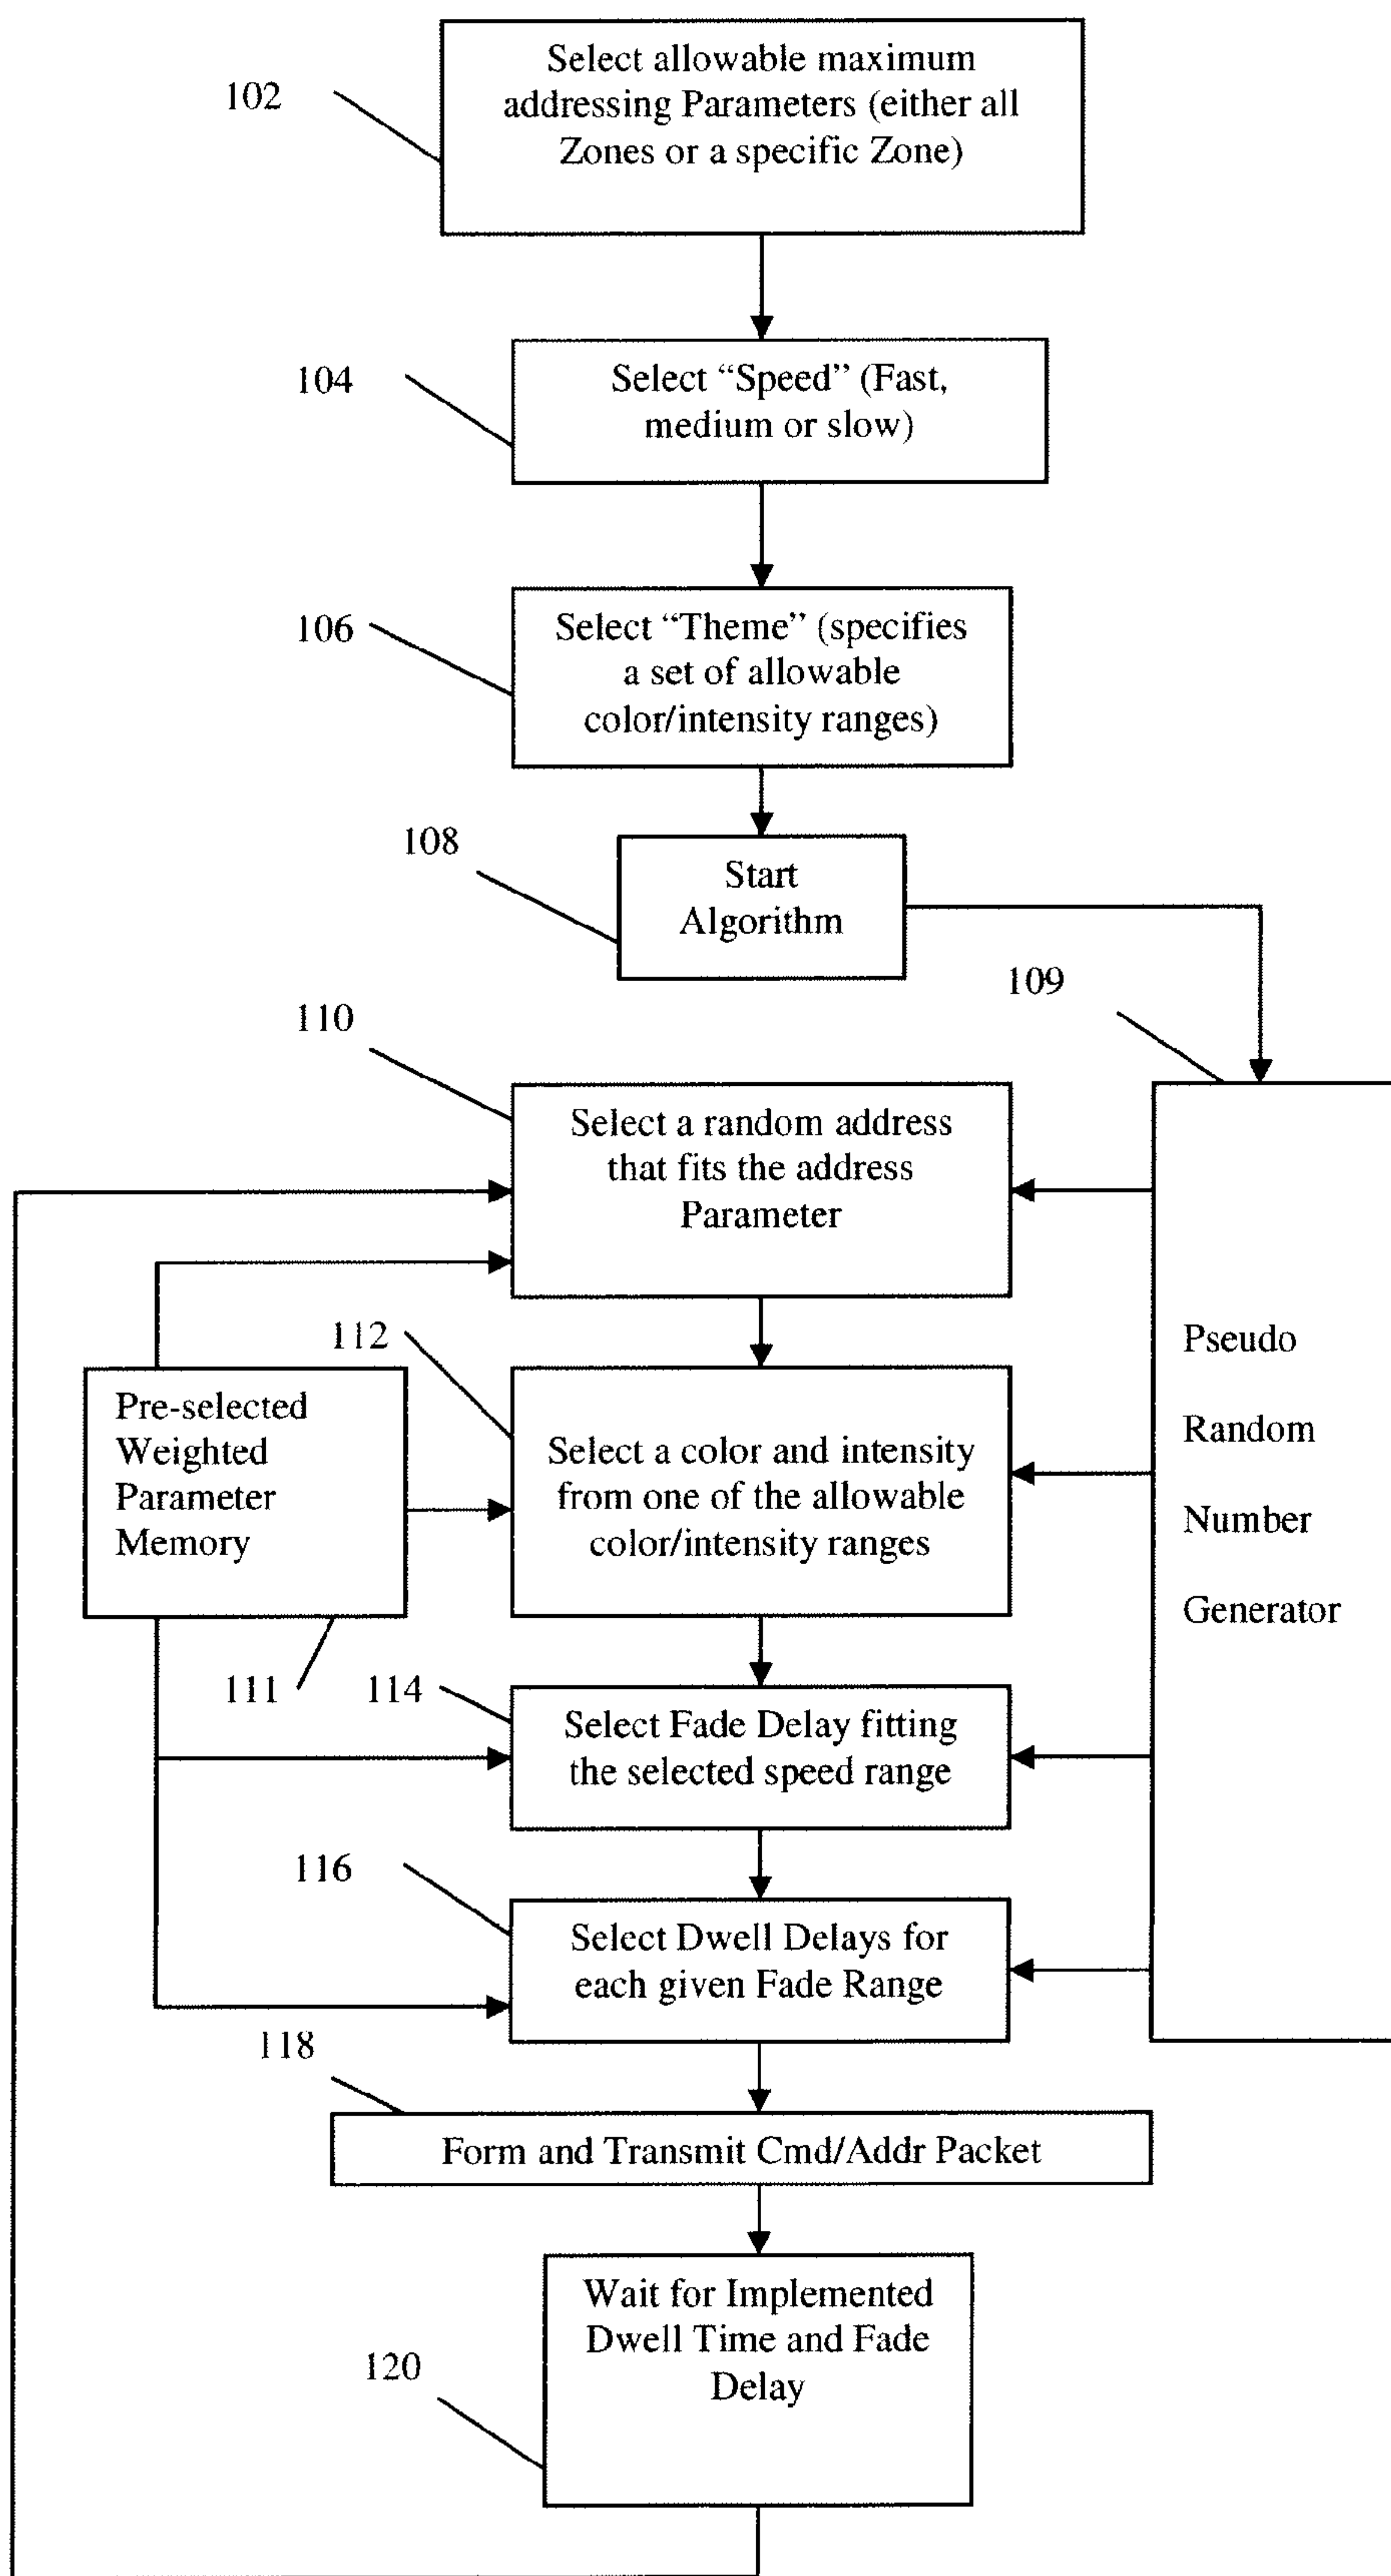 102
Select allowable maximum
addressing Parameters (either all
Zones or a specific Zone)
104
Select “Speed” (Fast,
medium or slow)
106
Select “Theme” (specifies
a set of allowable
color/intensity ranges)
108
Start
Algorithm
109
110
Select a random address
that fits the address
Parameter
112
Pre-selected
Weighted
Parameter
Memory
Select a color and intensity
from one of the allowable
color/intensity ranges
Pseudo
Random
Number
Generator
111
114
Select Fade Delay fitting
the selected speed range
116
Select Dwell Delays for
each given Fade Range
118
Form and Transmit Cmd/Addr Packet
120
Wait for Implemented
Dwell Time and Fade
Delay